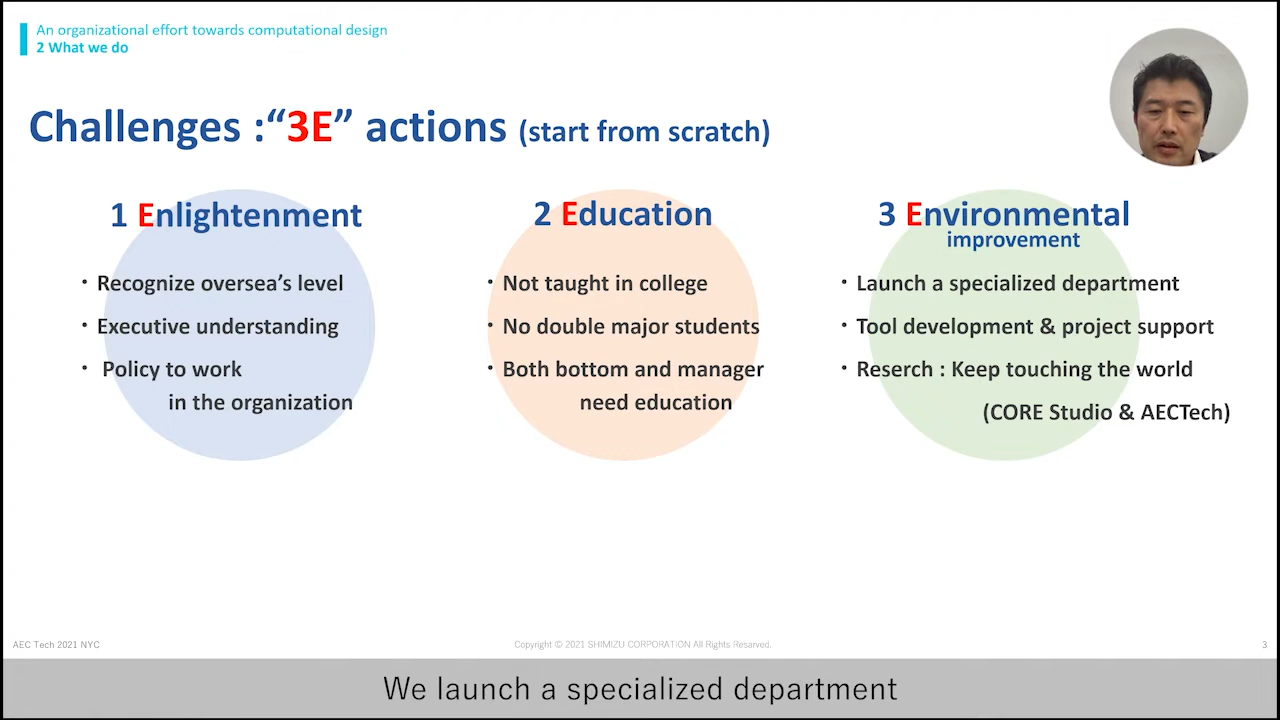 An organizational effort towards computational design
2 What we do
Challenges :“3E” actions (start from scratch)
1 Enlightenment
・Recognize oversea’s level
・Executive understanding
・ Policy to work
in the organization
2 Education
・Not taught in college
・No double major students
・Both bottom and manager
need education
3 Environmental
improvement
・Launch a specialized department
・Tool development & project support
・Reserch : Keep touching the world
(CORE Studio & AECTech)
AEC Tech 2021 NYC
Copyright © 2021 SHIMIZU CORPORATION All Rights Reserved.
3
We launch a specialized department